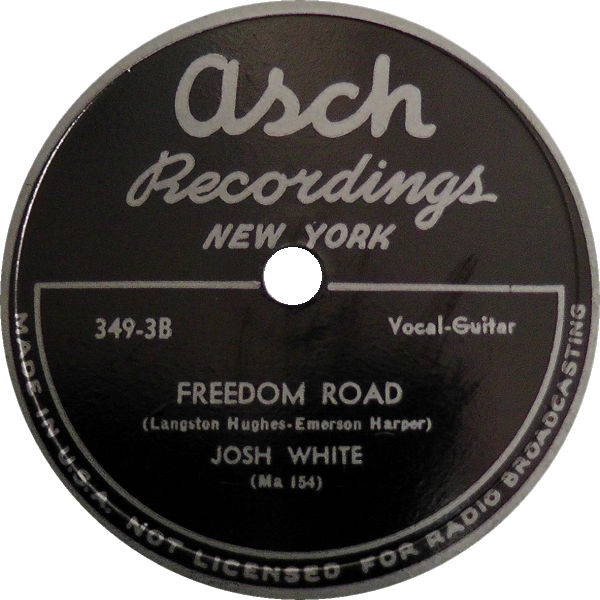 asch
Recordings
NEW YORK
349-3B
Vocal-Guitar
FREEDOM ROAD
(Langston Hughes-Emerson Harper)
JOSH WHITE
(Ma 154)
MADE IN U.S.A. NOT LICENSED FOR RADIO BROADCASTING